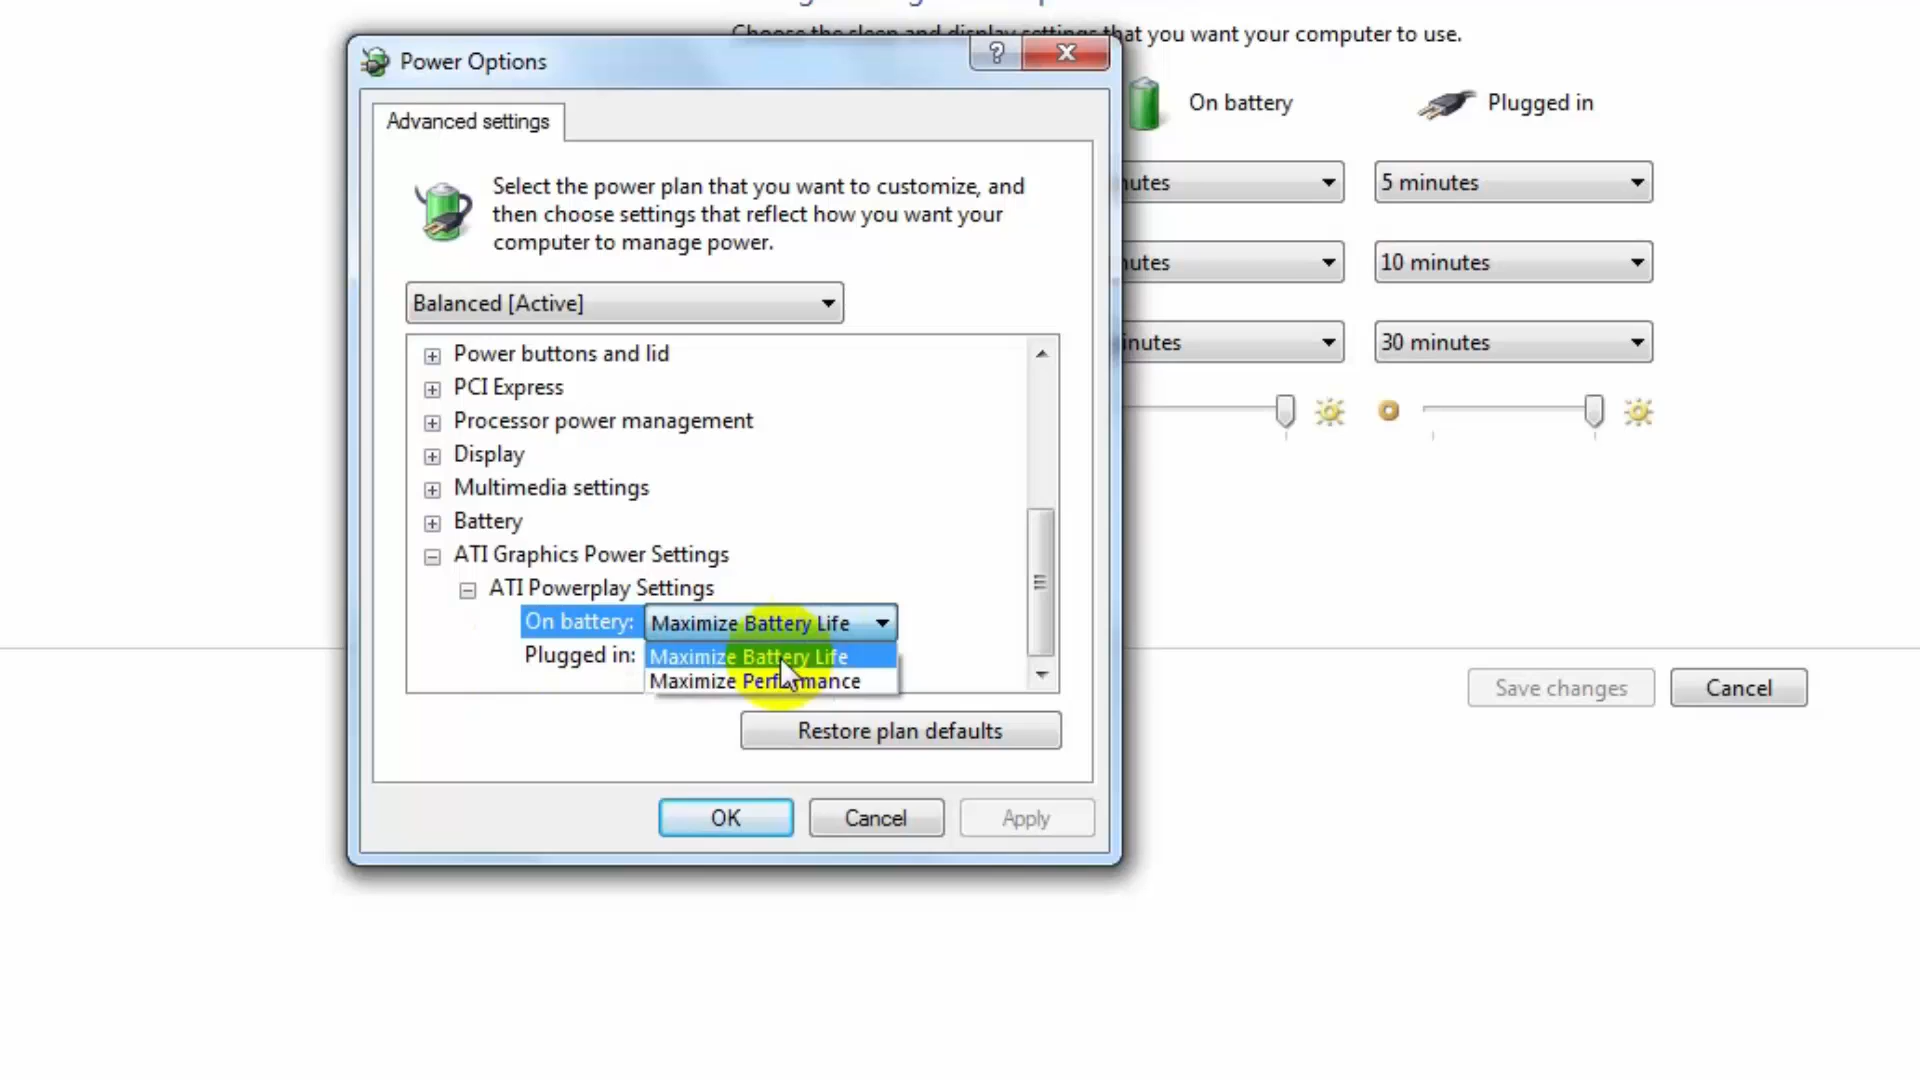 Choose the sleep and display settings that you want your computer to use.
Power Options
?
On battery
Plugged in
Advanced settings
Select the power plan that you want to customize, and
then choose settings that reflect how you want your
computer to manage power.
nutes
5 minutes
nutes
10 minutes
Balanced [Active]
inutes
30 minutes
Power buttons and lid
PCI Express
Processor power management
Display
Multimedia settings
Battery
ATI Graphics Power Settings
ATI Powerplay Settings
On battery: Maximize Battery Life
Plugged in: Maximize Battery Life
Maximize Performance
Save changes
Cancel
Restore plan defaults
OK
Cancel
Apply